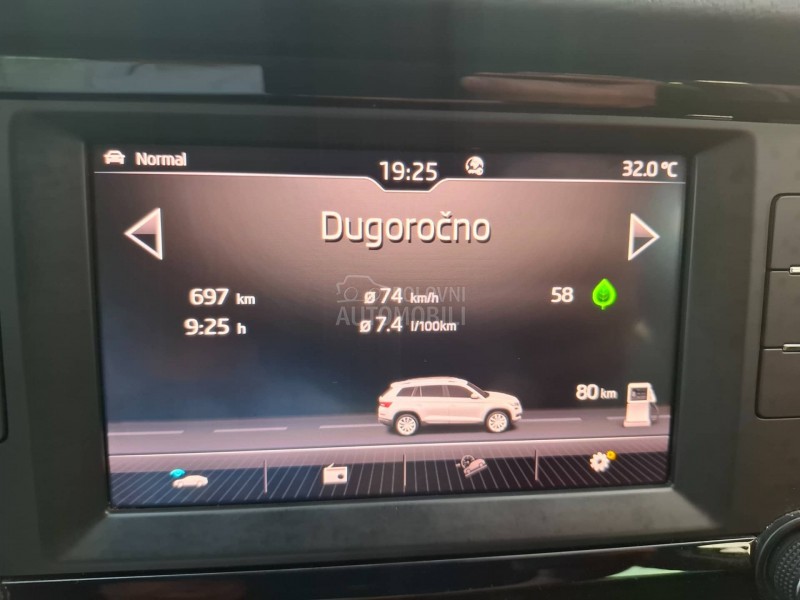 Normal
19:25
32.0 °C
Dugoročno
697 km
ø 74 km/h
58
9:25 h
ø 7.4 l/100km
POLOVNI
AUTOMOBILI
80 km